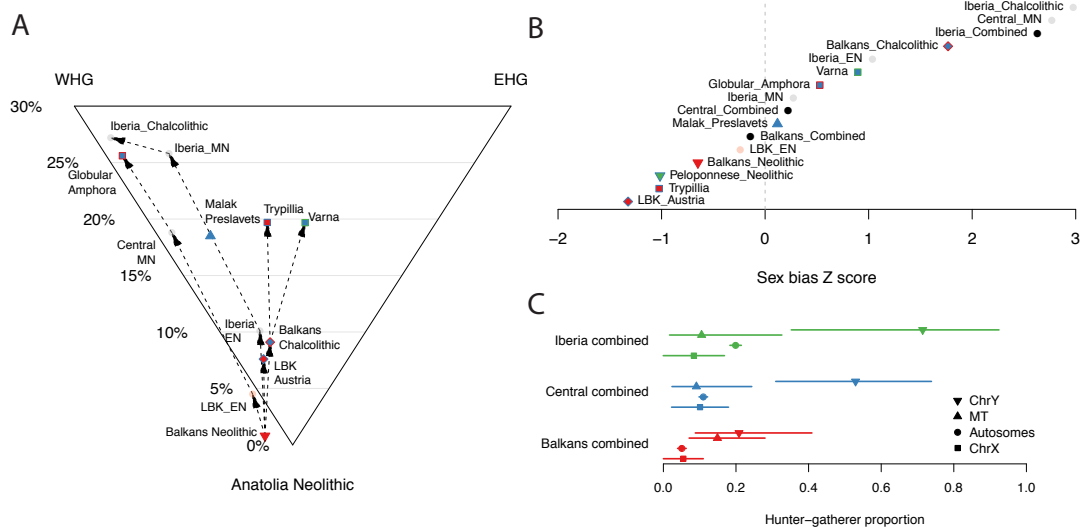 A
WHG
EHG
30%
Iberia_Chalcolithic
Iberia_MN
25%
Globular
Amphora
Malak
Preslavets
Trypillia
Varna
20%
Central
MN
15%
10%
Iberia
EN
Balkans
Chalcolithic
LBK
Austria
5%
LBK_EN
Balkans Neolithic
0%
Anatolia Neolithic
B
Iberia_Chalcolithic
Central_MN
Iberia_Combined
Balkans_Chalcolithic
Iberia_EN
Varna
Globular_Amphora
Iberia_MN
Central_Combined
Malak_Preslavets
Balkans_Combined
LBK_EN
Balkans_Neolithic
Peloponnese_Neolithic
Trypillia
LBK_Austria
−2 −1 0 1 2 3
Sex bias Z score
C
Iberia combined
Central combined
Balkans combined
ChrY
MT
Autosomes
ChrX
0.0 0.2 0.4 0.6 0.8 1.0
Hunter−gatherer proportion